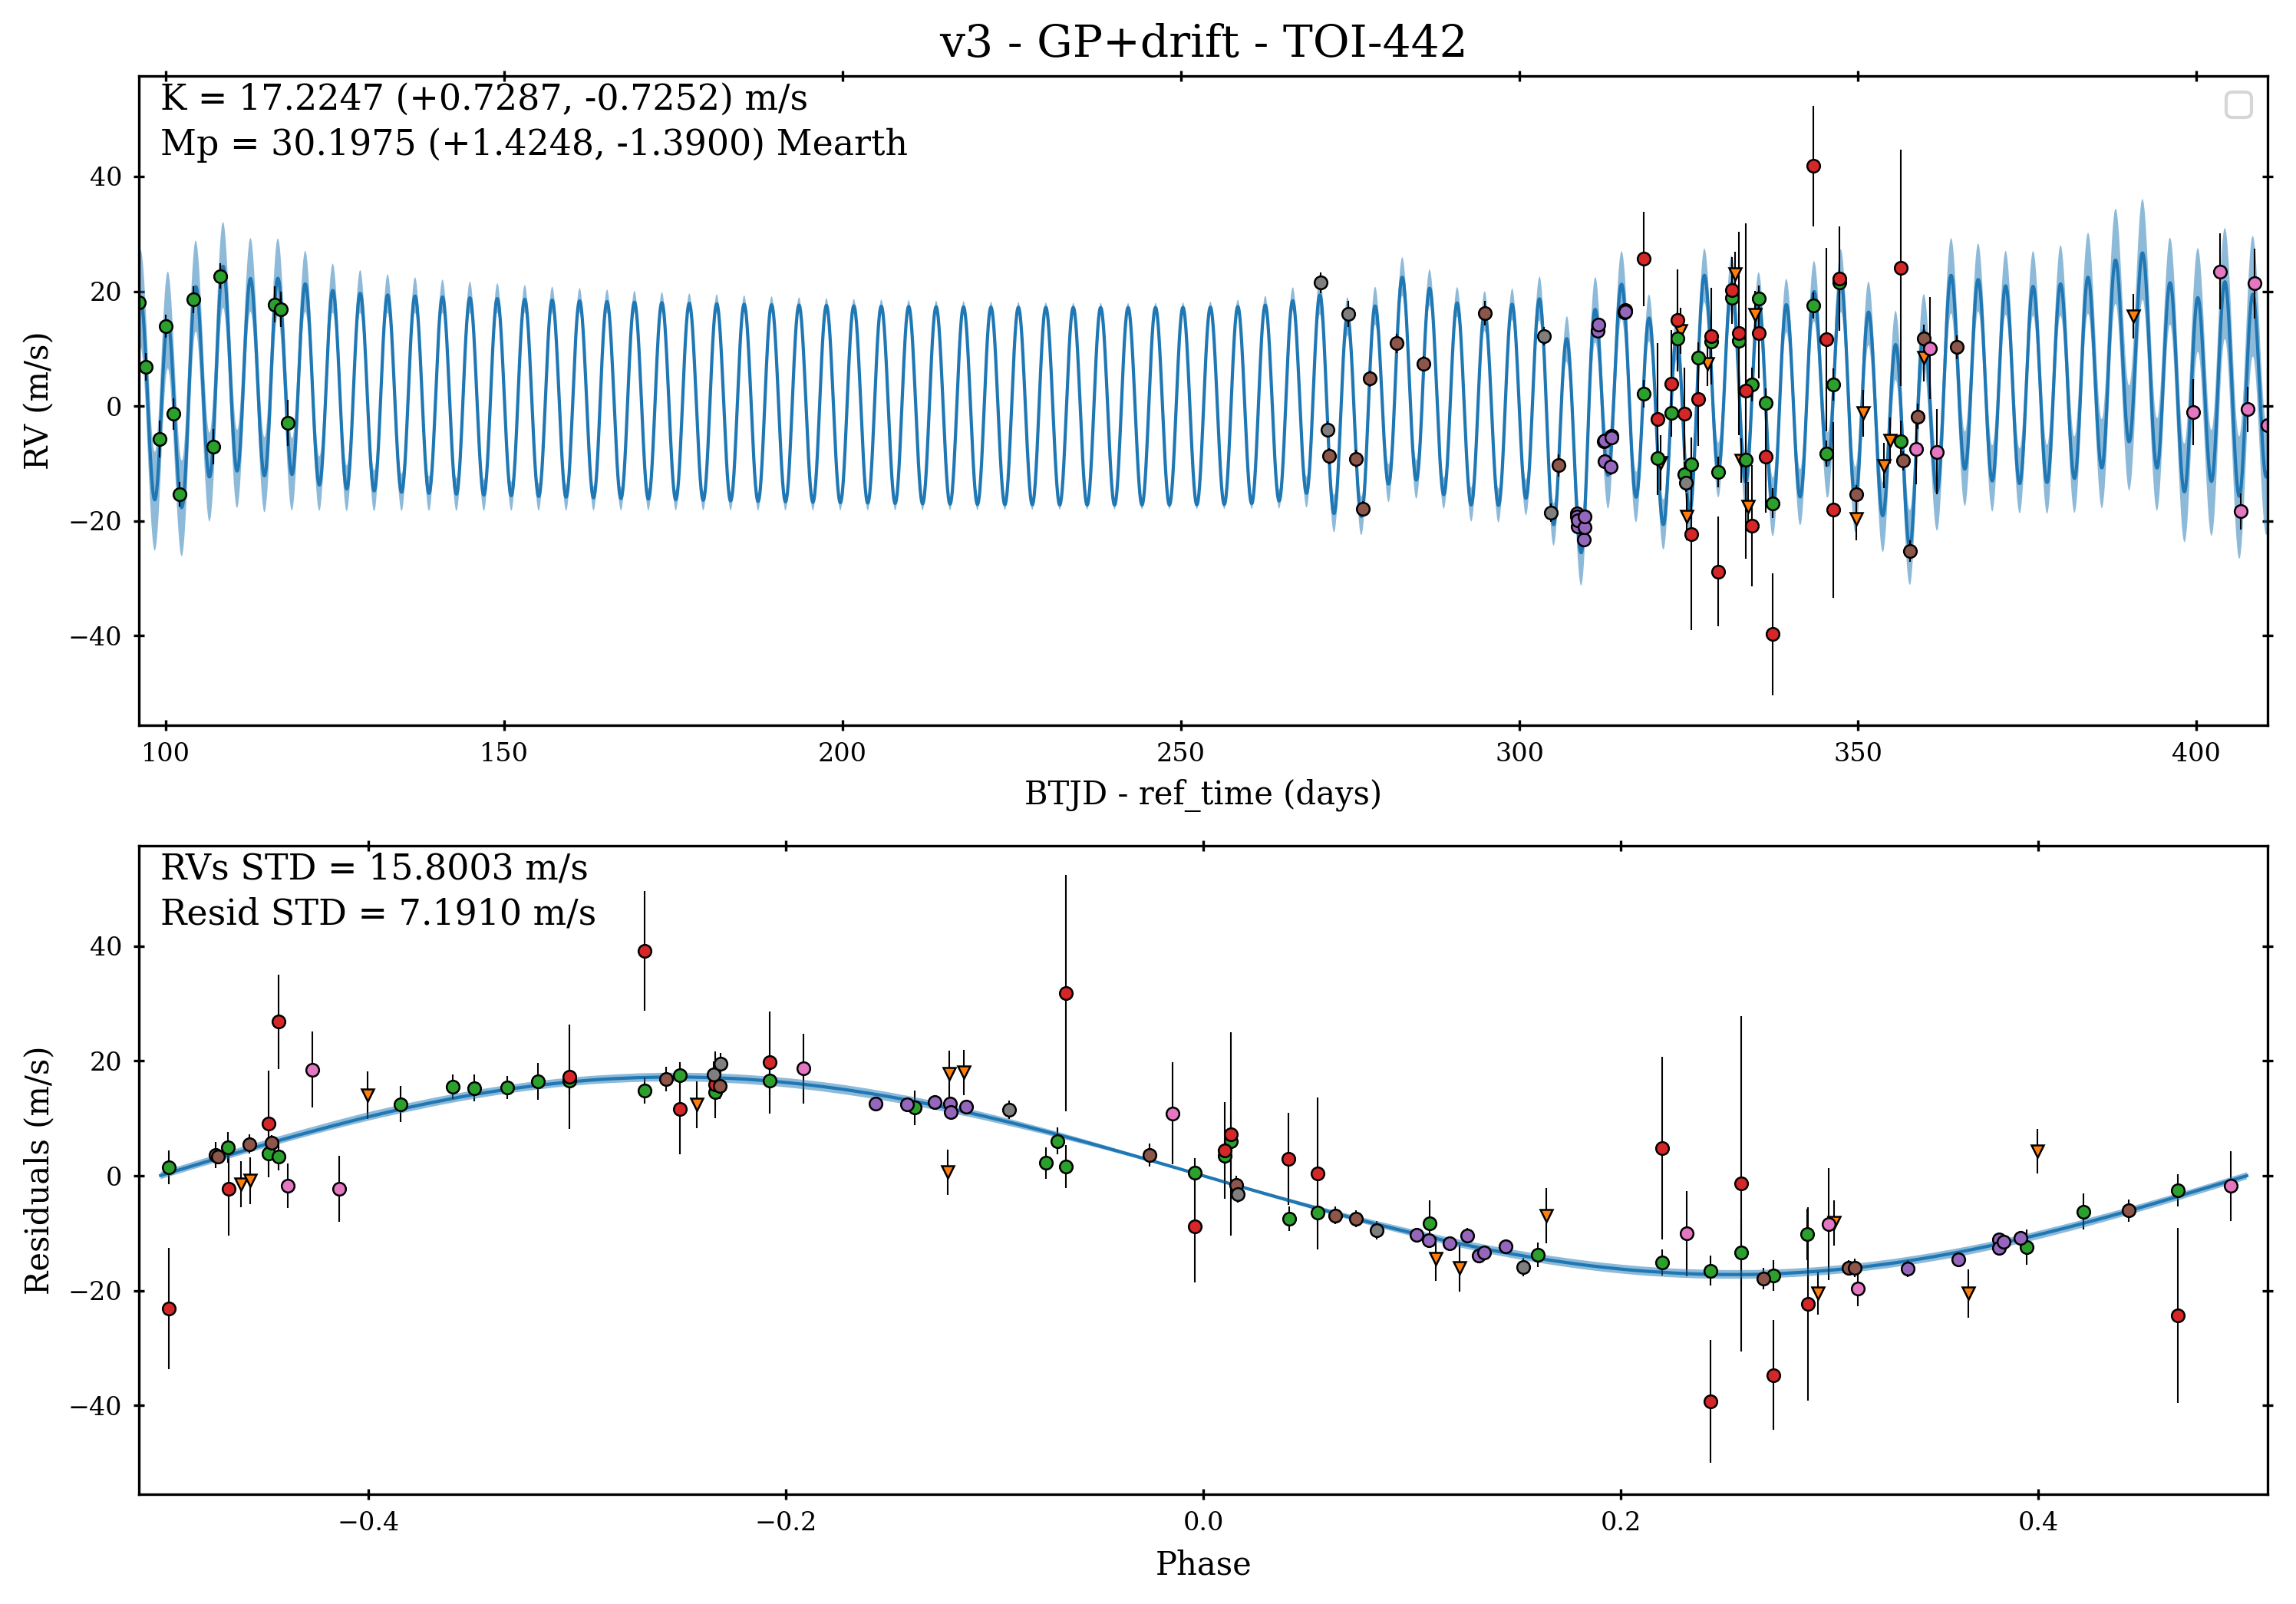 v3 - GP+drift - TOI-442
K = 17.2247 (+0.7287, -0.7252) m/s
Mp = 30.1975 (+1.4248, -1.3900) Mearth
RV (m/s)
40
20
0
−20
−40
100 150 200 250 300 350 400
BTJD - ref_time (days)
RVs STD = 15.8003 m/s
Resid STD = 7.1910 m/s
Residuals (m/s)
40
20
0
−20
−40
−0.4 −0.2 0.0 0.2 0.4
Phase